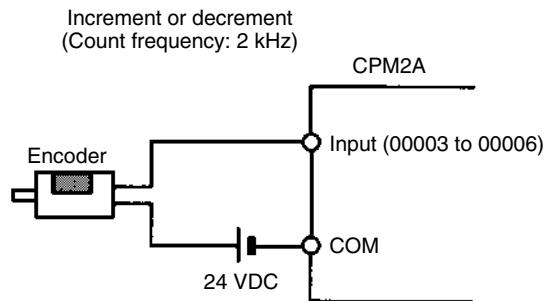 Increment or decrement
(Count frequency: 2 kHz)
CPM2A
Input (00003 to 00006)
Encoder
COM
24 VDC